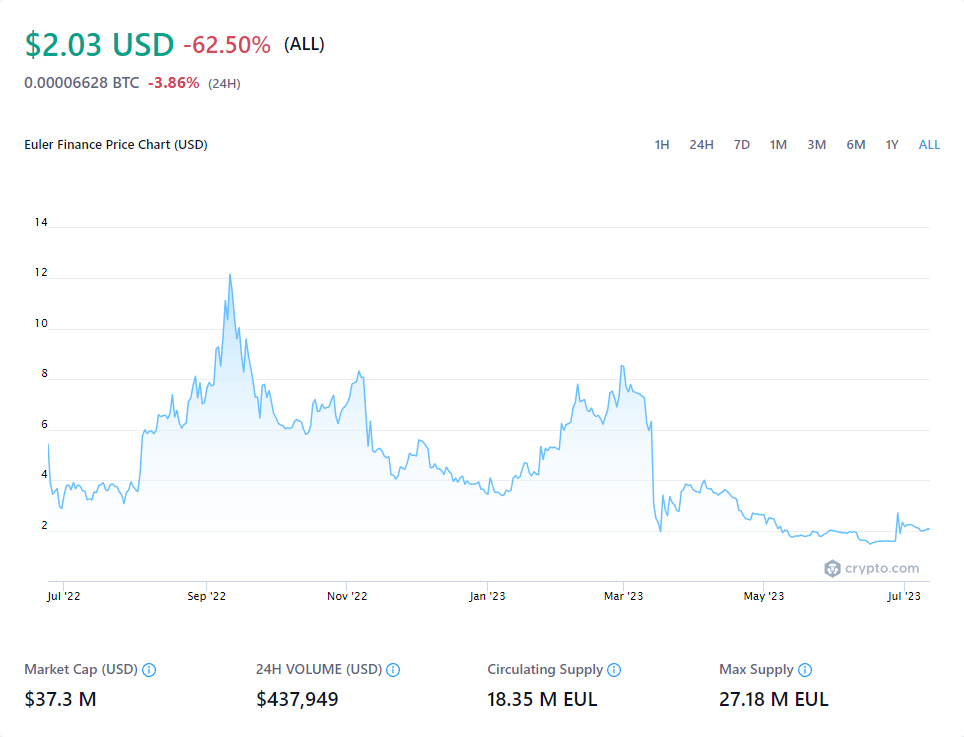 $2.03 USD -62.50% (ALL)
0.00006628 BTC -3.86% (24H)
Euler Finance Price Chart (USD) 1H 24H 7D 1M 3M 6M 1Y ALL
14
12
10
8
6
4
2
crypto.com
Jul '22 Sep '22 Nov '22 Jan '23 Mar '23 May '23 Jul '23
Market Cap (USD) 24H VOLUME (USD) Circulating Supply Max Supply
$37.3 M $437,949 18.35 M EUL 27.18 M EUL